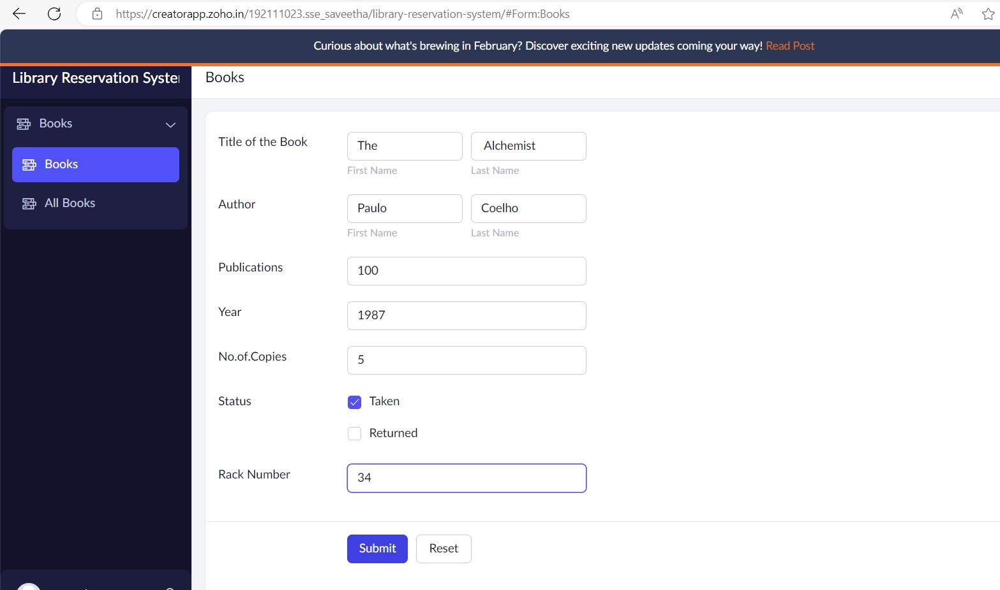 https://creatorapp.zoho.in/192111023.sse_saveetha/library-reservation-system/#Form:Books
Curious about what's brewing in February? Discover exciting new updates coming your way! Read Post
Library Reservation Syste
Books
Books
Books
All Books
Title of the Book
The
Alchemist
First Name
Last Name
Author
Paulo
Coelho
First Name
Last Name
Publications
100
Year
1987
No.of.Copies
5
Status
Taken
Returned
Rack Number
34
Submit
Reset